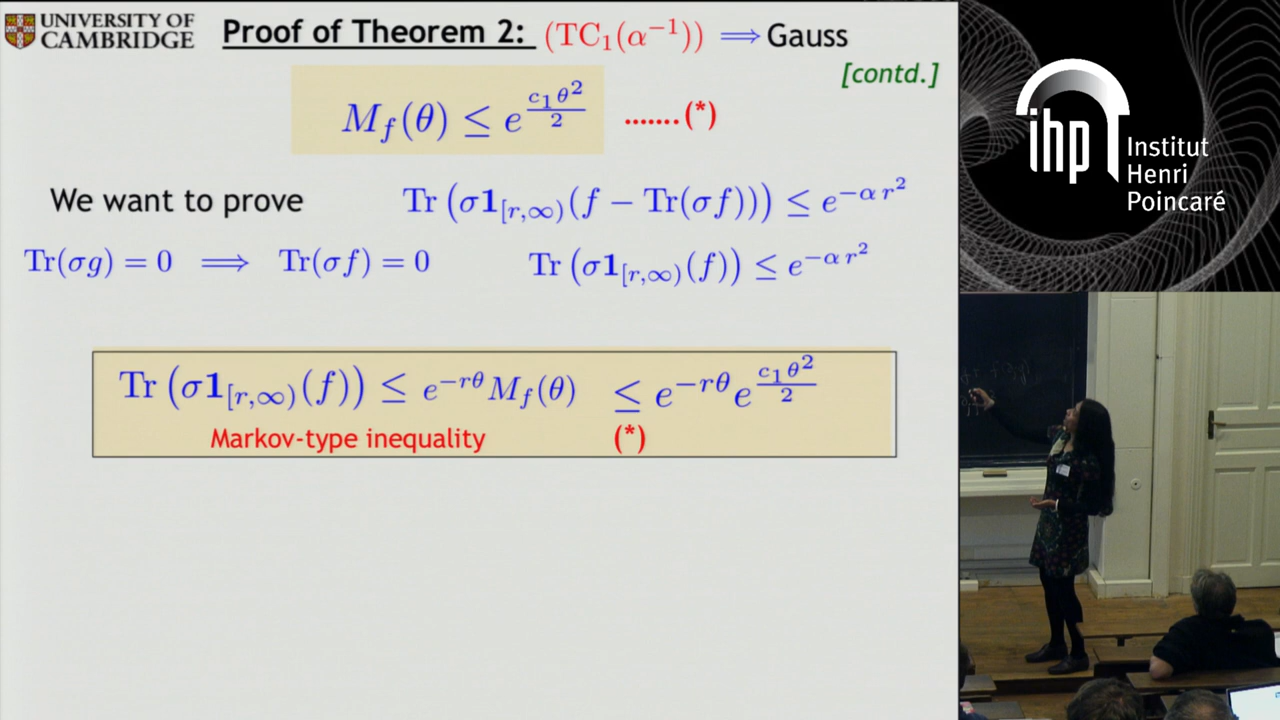 UNIVERSITY OF CAMBRIDGE
Proof of Theorem 2: (TC₁(α⁻¹)) ⟹ Gauss
[contd.]
M_f(θ) ≤ e^{c₁θ²/2} .......(*)
We want to prove Tr(σ1_{[r,∞)}(f − Tr(σf))) ≤ e^{−α r²}
Tr(σg) = 0 ⟹ Tr(σf) = 0 Tr(σ1_{[r,∞)}(f)) ≤ e^{−α r²}
Tr(σ1_{[r,∞)}(f)) ≤ e^{−rθ} M_f(θ) ≤ e^{−rθ} e^{c₁θ²/2}
Markov-type inequality (*)
ihp
Institut
Henri
Poincaré